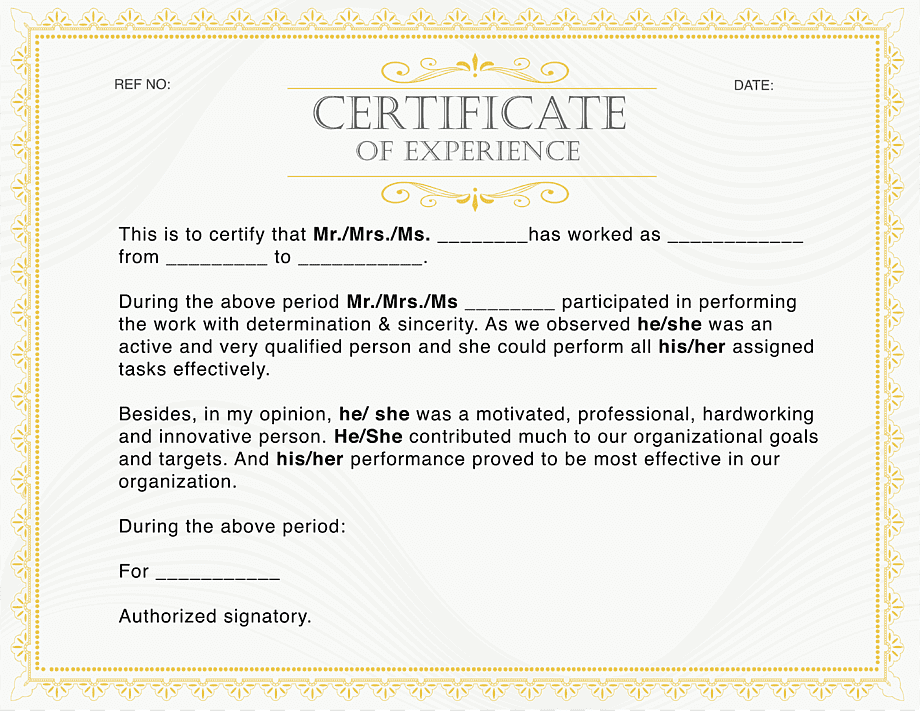 REF NO:
DATE:
CERTIFICATE
OF EXPERIENCE
This is to certify that Mr./Mrs./Ms. ________has worked as ____________
from _________ to ___________.
During the above period Mr./Mrs./Ms ________ participated in performing
the work with determination & sincerity. As we observed he/she was an
active and very qualified person and she could perform all his/her assigned
tasks effectively.
Besides, in my opinion, he/ she was a motivated, professional, hardworking
and innovative person. He/She contributed much to our organizational goals
and targets. And his/her performance proved to be most effective in our
organization.
During the above period:
For ___________
Authorized signatory.